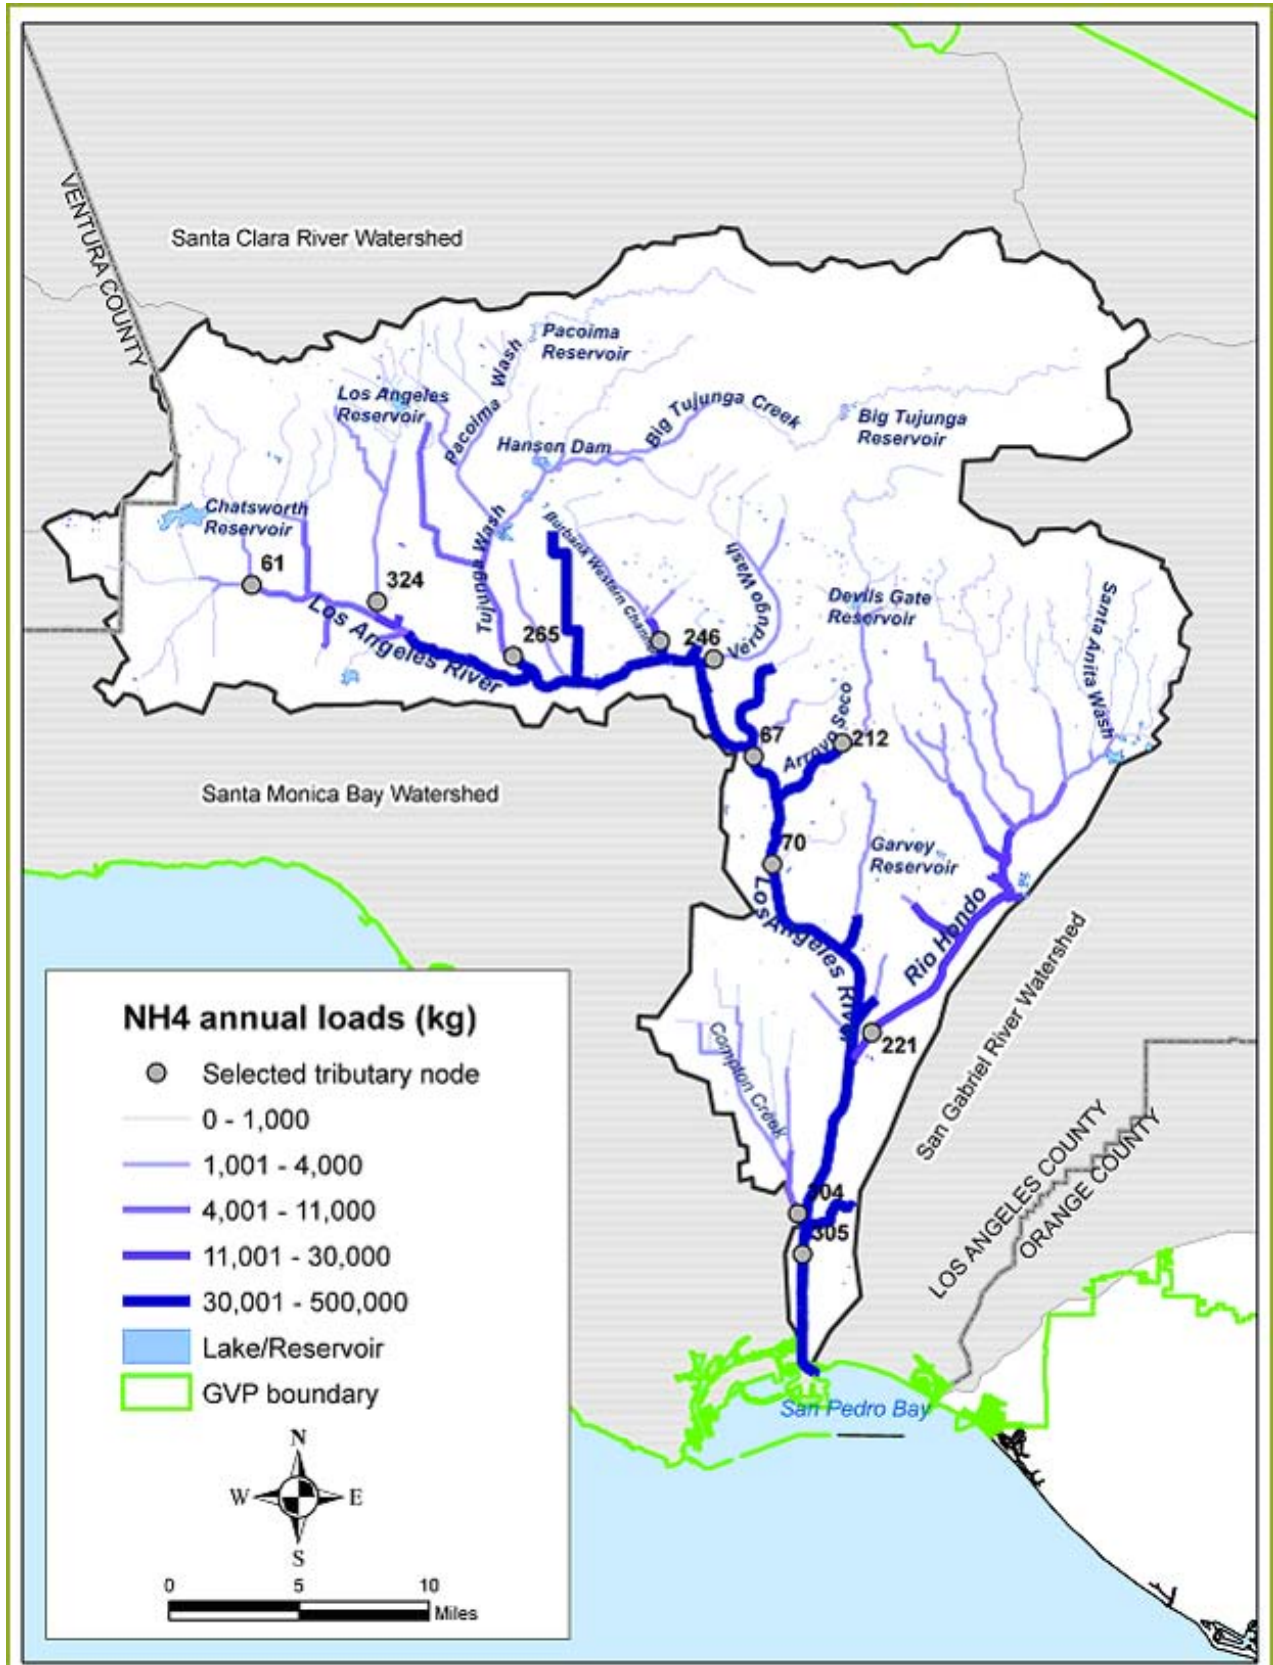 VENTURA COUNTY
Santa Clara River Watershed
Pacoima
Reservoir
Pacoima Wash
Los Angeles
Reservoir
Big Tujunga Creek
Big Tujunga
Reservoir
Hansen Dam
Chatsworth
Reservoir
Tujunga Wash
Burbank Western Channel
Verdugo Wash
61
324
Devils Gate
Reservoir
Santa Anita Wash
Los Angeles River
265
246
67
Arroyo Seco
212
Santa Monica Bay Watershed
70
Garvey
Reservoir
Los Angeles River
Rio Hondo
San Gabriel River Watershed
221
Compton Creek
304
305
LOS ANGELES COUNTY
ORANGE COUNTY
San Pedro Bay
NH4 annual loads (kg)
Selected tributary node
0 - 1,000
1,001 - 4,000
4,001 - 11,000
11,001 - 30,000
30,001 - 500,000
Lake/Reservoir
GVP boundary
N
W E
S
0 5 10
Miles